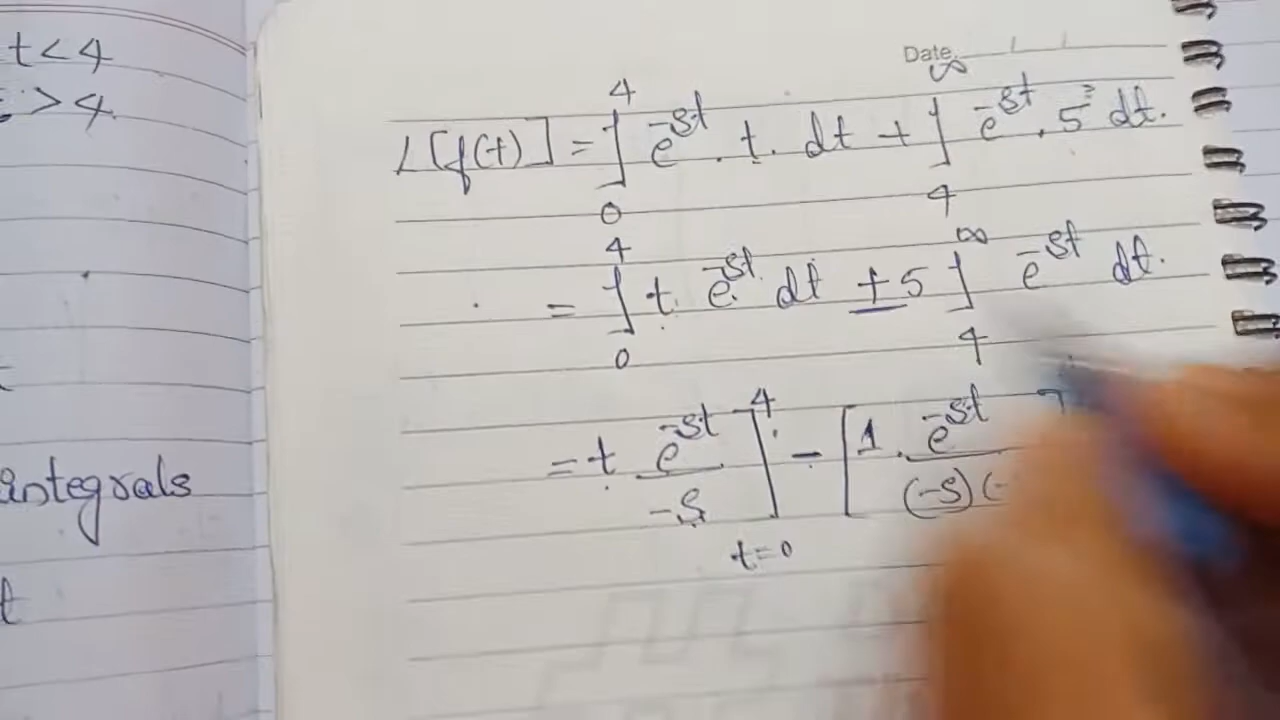 t < 4
> 4
integrals
t
Date
L[f(t)] = ∫₀⁴ e^{-st} . t . dt + ∫₄^∞ e^{-st} . 5 dt.
= ∫₀⁴ t . e^{-st} dt + 5 ∫₄^∞ e^{-st} dt.
= t e^{-st} / -s ]_{t=0}^{4} - [ 1 . e^{-st} / (-s)(-